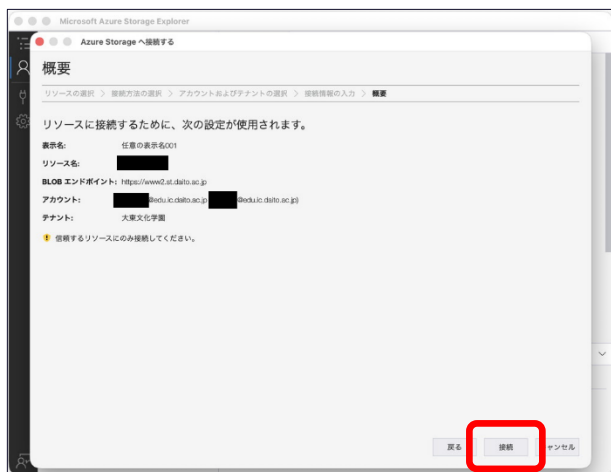 Microsoft Azure Storage Explorer
Azure Storage へ接続する
概要
リソースの選択 > 接続方法の選択 > アカウントおよびテナントの選択 > 接続情報の入力 > 概要
リソースに接続するために、次の設定が使用されます。
表示名: 任意の表示名001
リソース名:
BLOB エンドポイント: https://www2.st.daito.ac.jp
アカウント: @edu.ic.daito.ac.jp @edu.ic.daito.ac.jp)
テナント: 大東文化学園
信頼するリソースにのみ接続してください。
戻る 接続 ャンセル